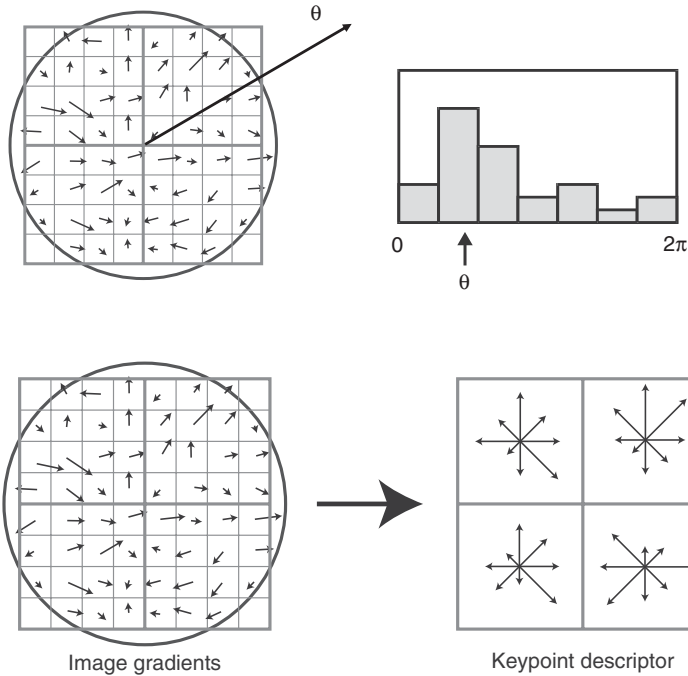 θ
0 2π
θ
Image gradients
Keypoint descriptor